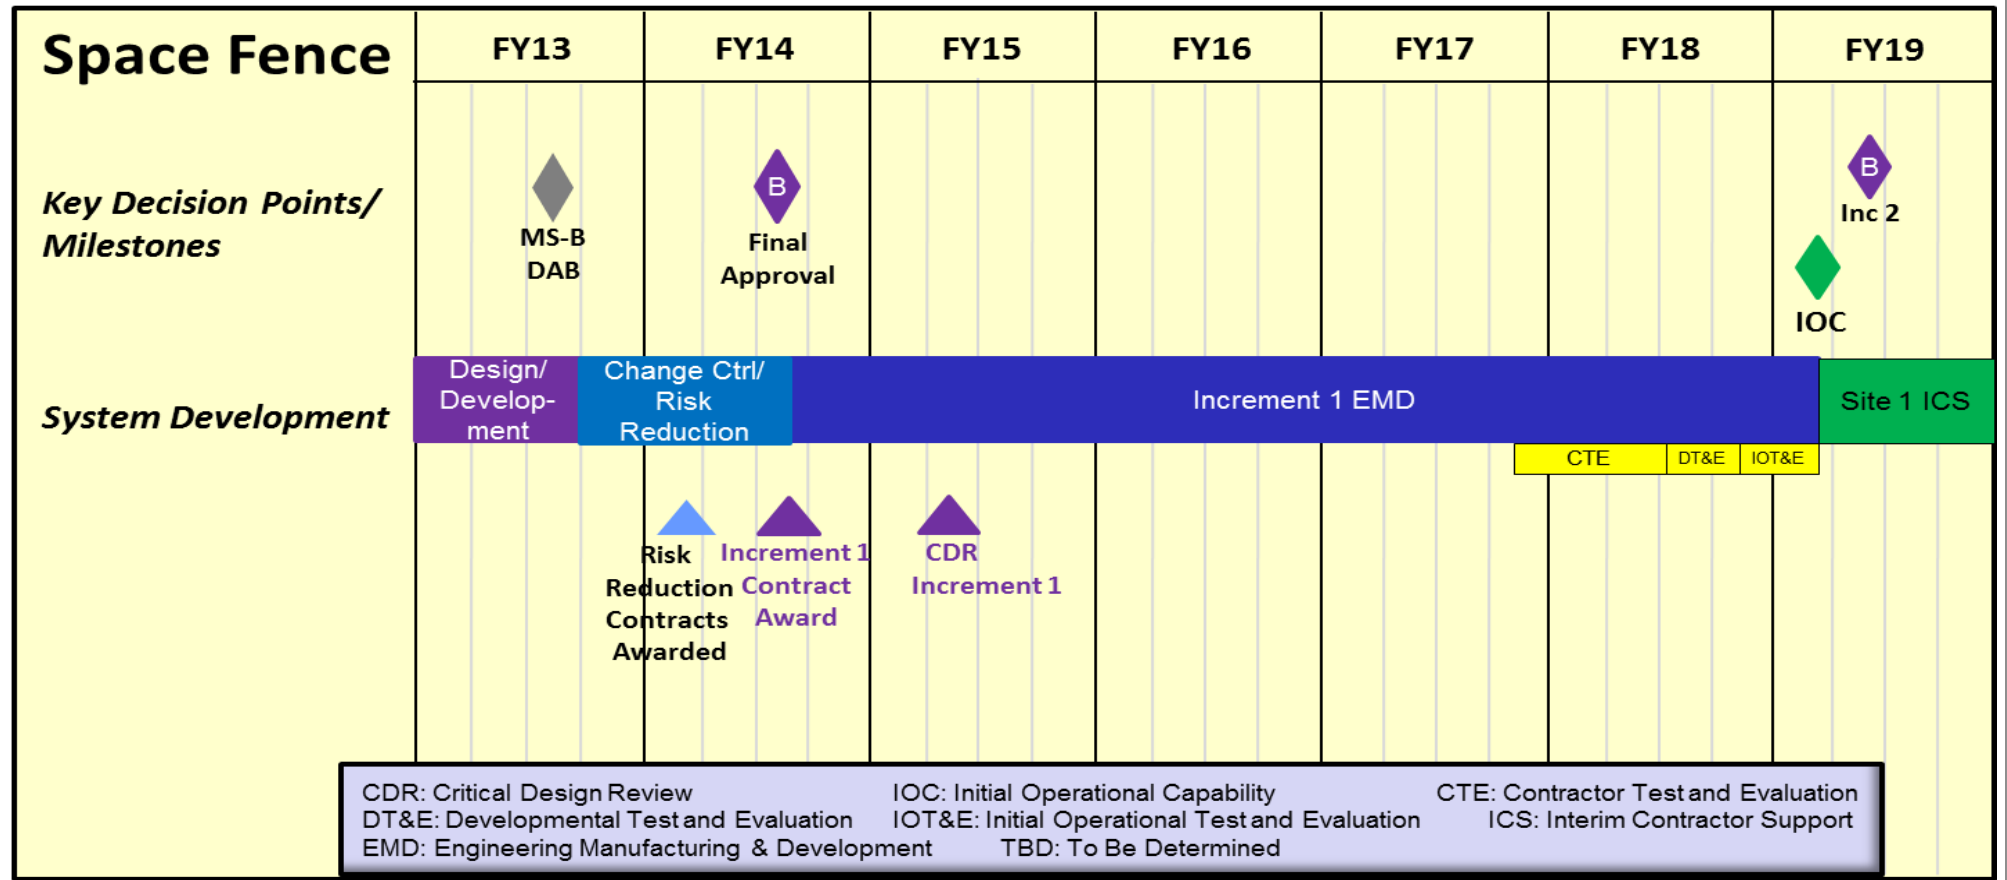 Space Fence
FY13 FY14 FY15 FY16 FY17 FY18 FY19
Key Decision Points/
Milestones
MS-B
DAB
B
Final
Approval
B
Inc 2
IOC
System Development
Design/
Develop-
ment
Change Ctrl/
Risk
Reduction
Increment 1 EMD
Site 1 ICS
CTE
DT&E
IOT&E
Risk
Reduction
Contracts
Awarded
Increment 1
Contract
Award
CDR
Increment 1
CDR: Critical Design Review IOC: Initial Operational Capability CTE: Contractor Test and Evaluation
DT&E: Developmental Test and Evaluation IOT&E: Initial Operational Test and Evaluation ICS: Interim Contractor Support
EMD: Engineering Manufacturing & Development TBD: To Be Determined